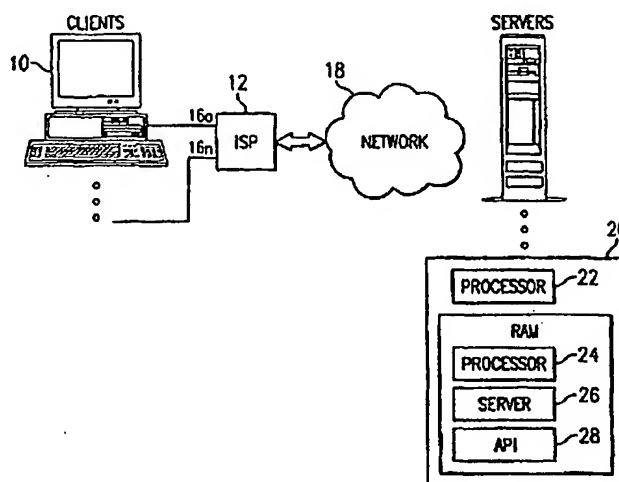 CLIENTS
SERVERS
10
16a
16n
12
ISP
18
NETWORK
20
PROCESSOR
22
RAM
PROCESSOR
24
SERVER
26
API
28